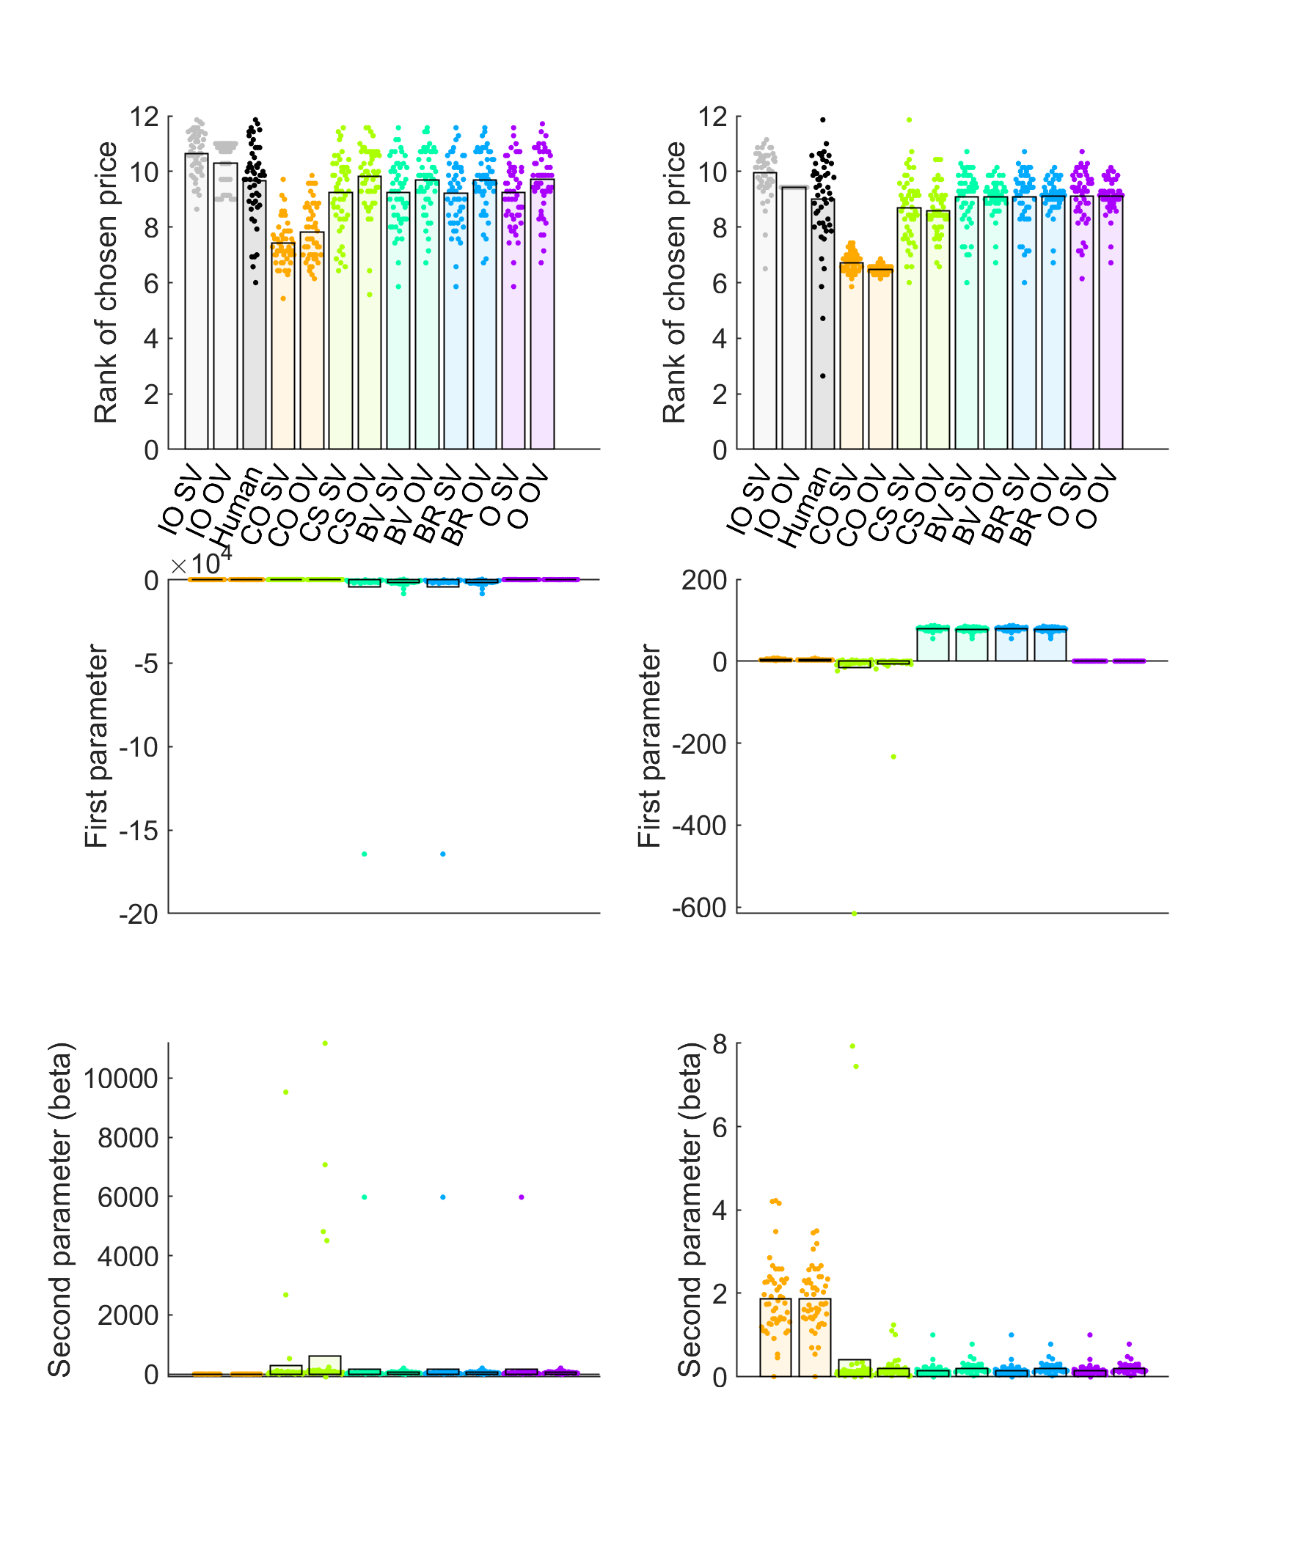 12
10
8
6
4
2
0
Rank of chosen price
IO SV
IO OV
Human
CO SV
CO OV
CS SV
CS OV
BV SV
BV OV
BR SV
BR OV
O SV
O OV
12
10
8
6
4
2
0
Rank of chosen price
IO SV
IO OV
Human
CO SV
CO OV
CS SV
CS OV
BV SV
BV OV
BR SV
BR OV
O SV
O OV
×10^4
0
-5
-10
-15
-20
First parameter
200
0
-200
-400
-600
First parameter
10000
8000
6000
4000
2000
0
Second parameter (beta)
8
6
4
2
0
Second parameter (beta)